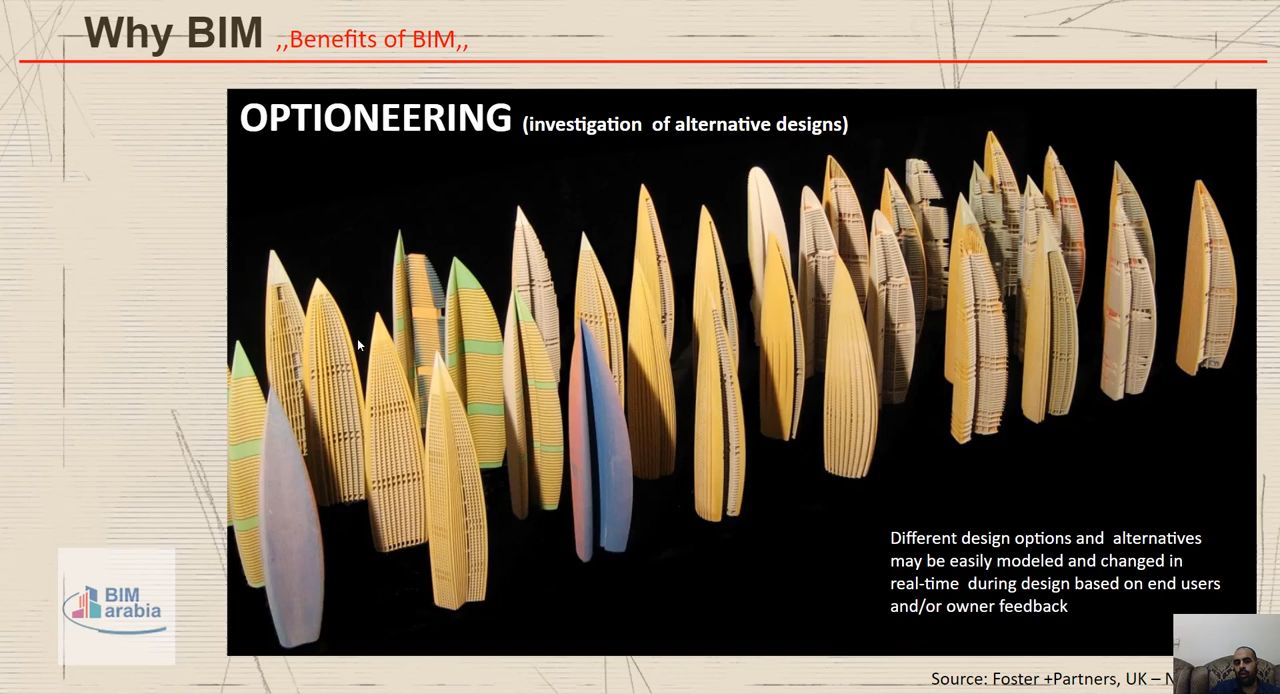 Why BIM ,,Benefits of BIM,,
OPTIONEERING (investigation of alternative designs)
Different design options and alternatives
may be easily modeled and changed in
real-time during design based on end users
and/or owner feedback
BIM
arabia
Source: Foster +Partners, UK –